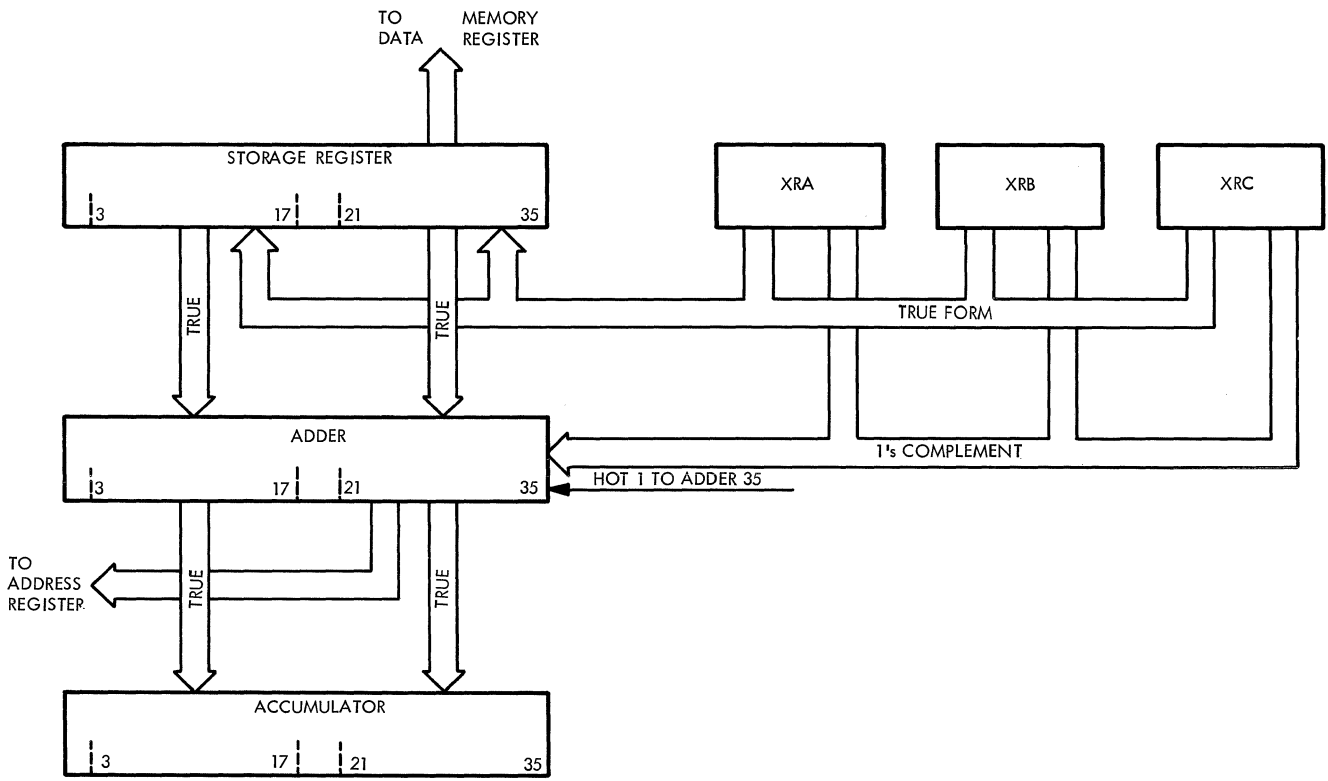 TO DATA
MEMORY REGISTER
STORAGE REGISTER
3 17 21 35
XRA
XRB
XRC
TRUE
TRUE
TRUE FORM
ADDER
3 17 21 35
1's COMPLEMENT
HOT 1 TO ADDER 35
TO
ADDRESS
REGISTER
TRUE
TRUE
ACCUMULATOR
3 17 21 35